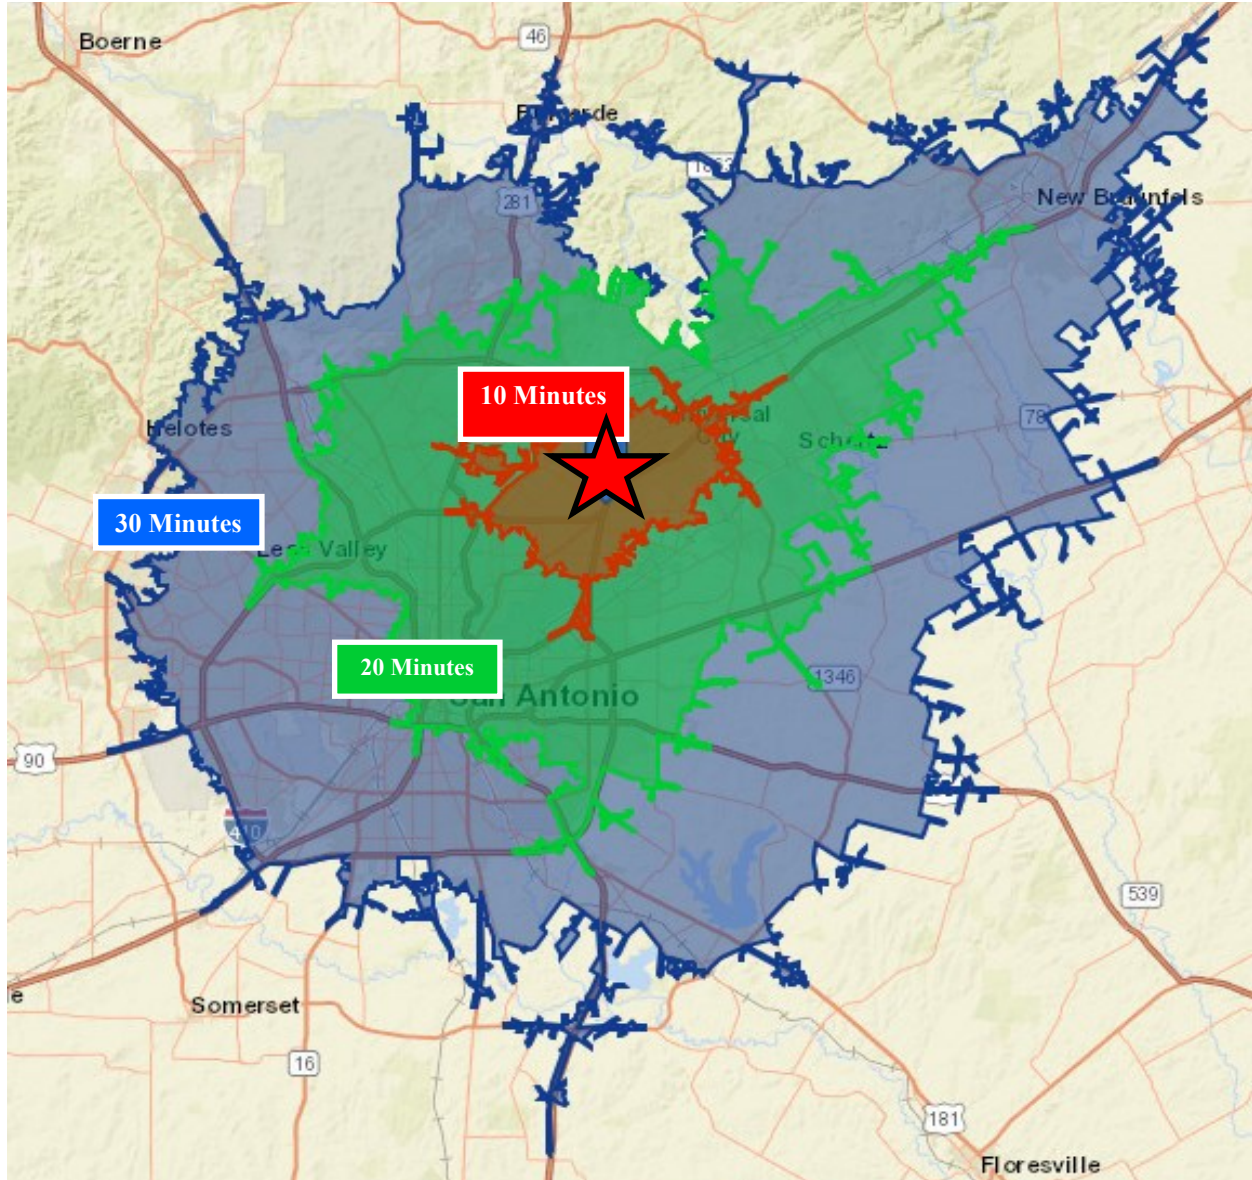 Boerne
46
281
New Braunfels
10 Minutes
78
Helotes
Schertz
30 Minutes
Valley
20 Minutes
1346
San Antonio
90
410
539
Somerset
16
181
Floresville